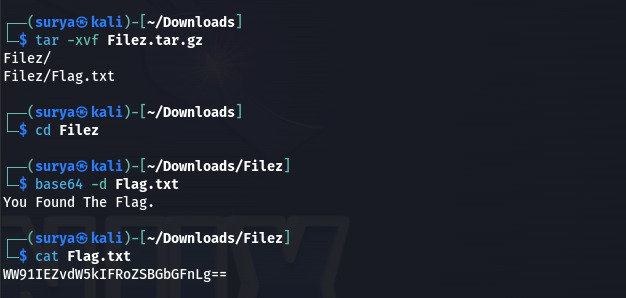 ┌──(surya㉿kali)-[~/Downloads]
└─$ tar -xvf Filez.tar.gz
Filez/
Filez/Flag.txt
┌──(surya㉿kali)-[~/Downloads]
└─$ cd Filez
┌──(surya㉿kali)-[~/Downloads/Filez]
└─$ base64 -d Flag.txt
You Found The Flag.
┌──(surya㉿kali)-[~/Downloads/Filez]
└─$ cat Flag.txt
WW91IEZvdW5kIFRoZSBGbGFnLg==